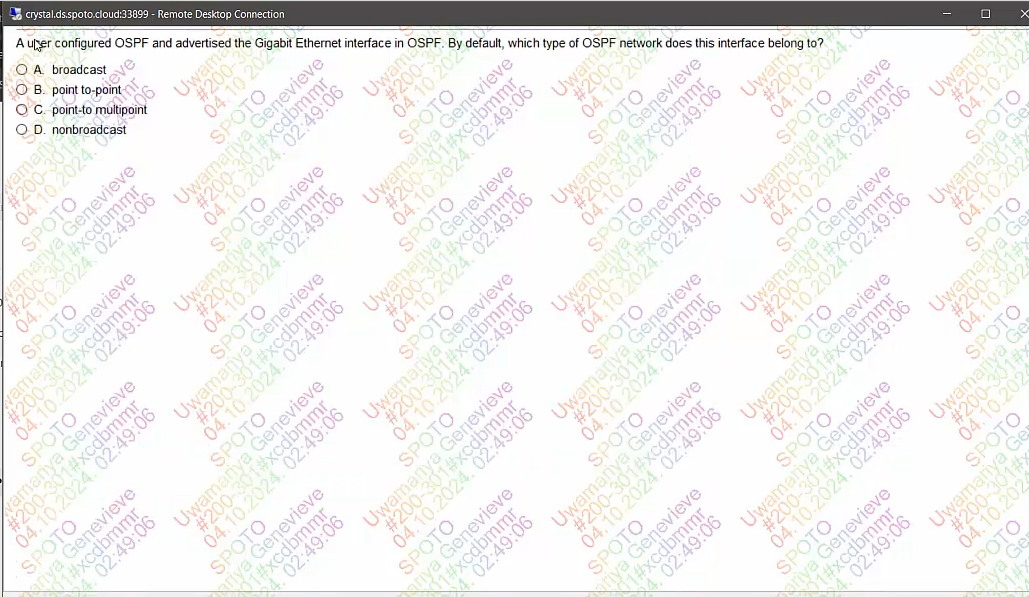 crystal.ds.spoto.cloud:33899 - Remote Desktop Connection
A user configured OSPF and advertised the Gigabit Ethernet interface in OSPF. By default, which type of OSPF network does this interface belong to?
A. broadcast
B. point to-point
C. point-to multipoint
D. nonbroadcast
SPOTO
Uwamanya Genevieve
#200-301#xcdbmmr
04.10.2024. 02:49:06